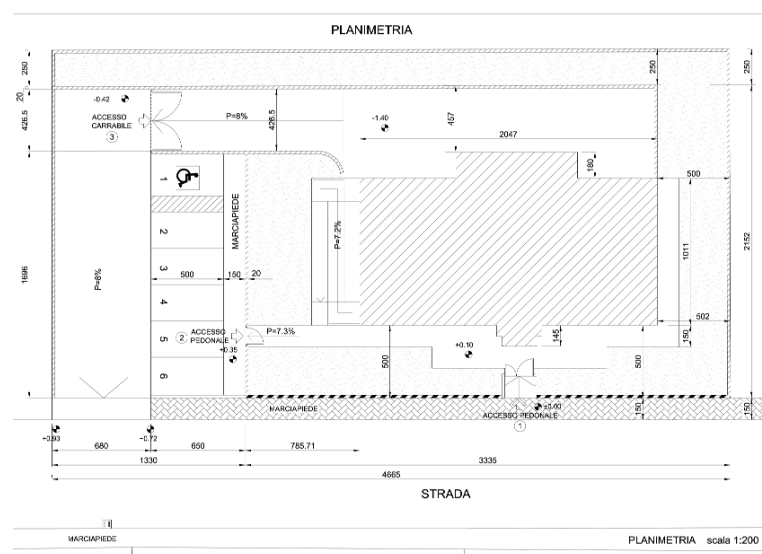 PLANIMETRIA
250
20
426.5
1696
-0.42
ACCESSO
CARRABILE
3
P=8%
426.5
-1.40
457
2047
250
250
180
500
1
2
3
4
5
6
MARCIAPIEDE
P=7.2%
P=8%
500
150
20
1011
2152
2
ACCESSO
PEDONALE
P=7.3%
+0.35
502
145
150
+0.10
500
500
MARCIAPIEDE
±0.00
ACCESSO PEDONALE
1
150
150
-0.72
680
650
785.71
1330
3335
4665
STRADA
MARCIAPIEDE
PLANIMETRIA scala 1:200